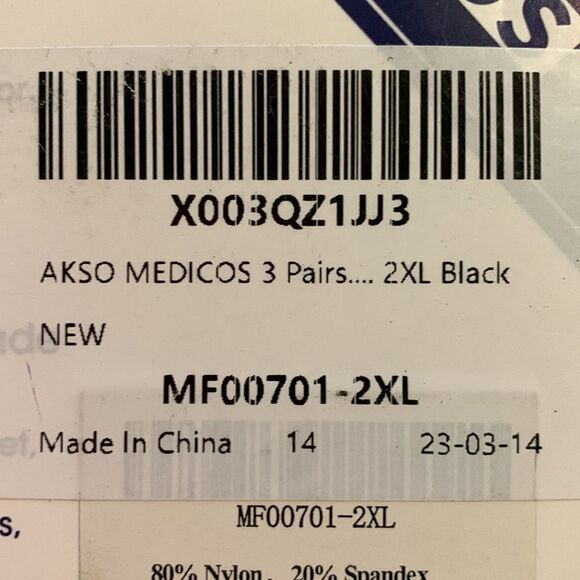 X003QZ1JJ3
AKSO MEDICOS 3 Pairs.... 2XL Black
NEW
MF00701-2XL
Made In China 14 23-03-14
MF00701-2XL
80% Nylon, 20% Spandex